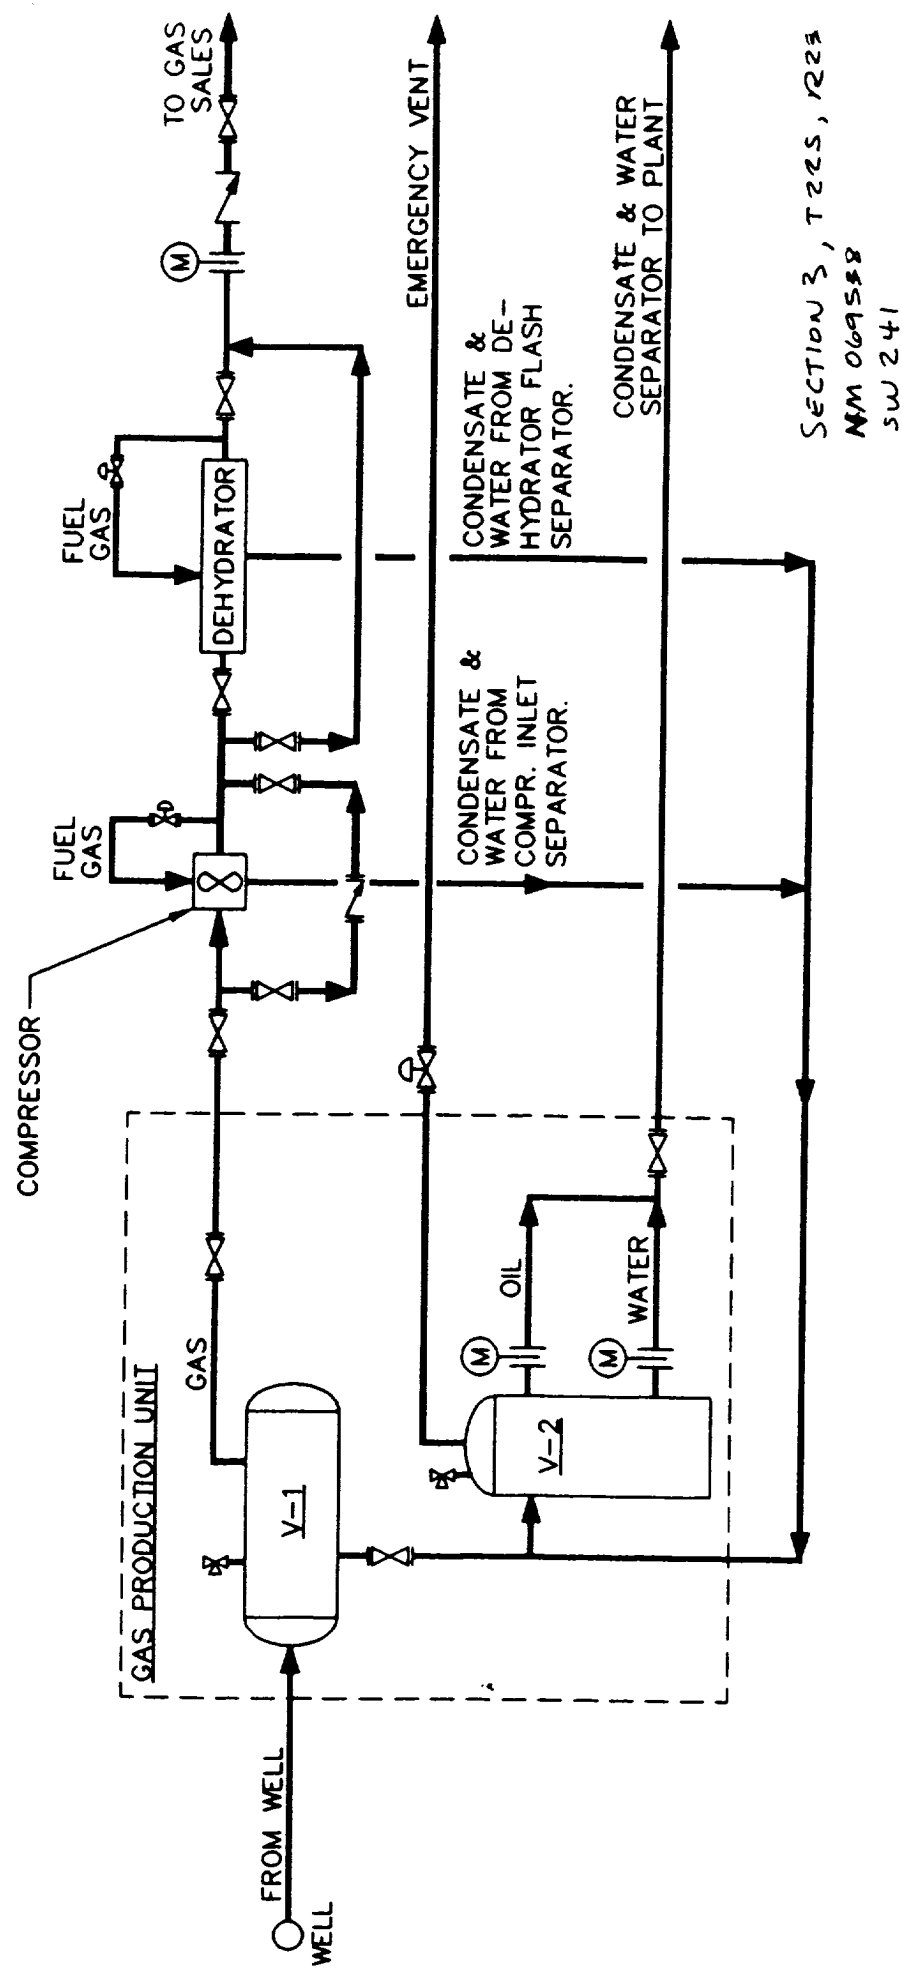 TO GAS
SALES
M
FUEL
GAS
DEHYDRATOR
FUEL
GAS
COMPRESSOR
EMERGENCY VENT
CONDENSATE &
WATER FROM DE-
HYDRATOR FLASH
SEPARATOR.
CONDENSATE &
WATER FROM
COMPR. INLET
SEPARATOR.
CONDENSATE & WATER
SEPARATOR TO PLANT
GAS PRODUCTION UNIT
GAS
V-1
V-2
M
OIL
M
WATER
FROM WELL
WELL
SECTION 3, T22S, R23
NM 069538
SW 241